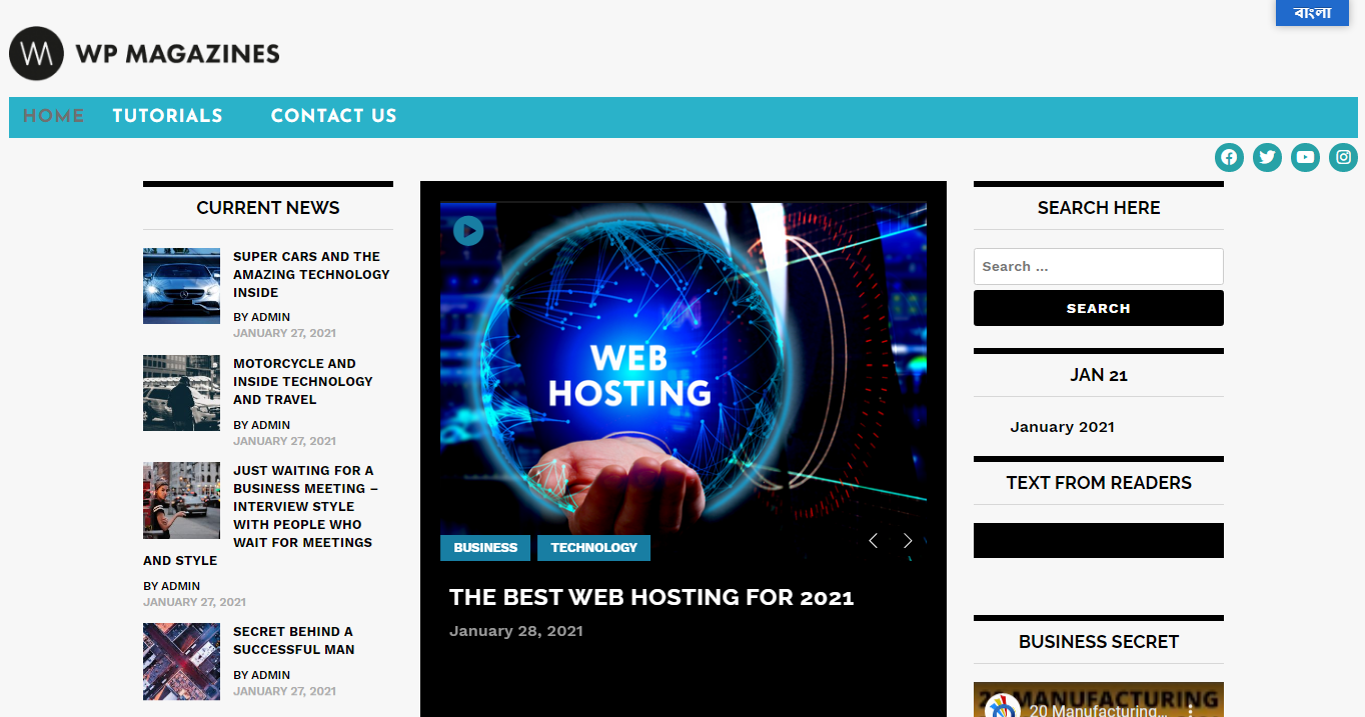 বাংলা
WP MAGAZINES
HOME TUTORIALS CONTACT US
CURRENT NEWS
SUPER CARS AND THE
AMAZING TECHNOLOGY
INSIDE
BY ADMIN
JANUARY 27, 2021
MOTORCYCLE AND
INSIDE TECHNOLOGY
AND TRAVEL
BY ADMIN
JANUARY 27, 2021
JUST WAITING FOR A
BUSINESS MEETING –
INTERVIEW STYLE
WITH PEOPLE WHO
WAIT FOR MEETINGS
AND STYLE
BY ADMIN
JANUARY 27, 2021
SECRET BEHIND A
SUCCESSFUL MAN
BY ADMIN
JANUARY 27, 2021
WEB
HOSTING
BUSINESS TECHNOLOGY
THE BEST WEB HOSTING FOR 2021
January 28, 2021
SEARCH HERE
Search ...
SEARCH
JAN 21
January 2021
TEXT FROM READERS
BUSINESS SECRET
20 MANUFACTURING
20 Manufacturing...